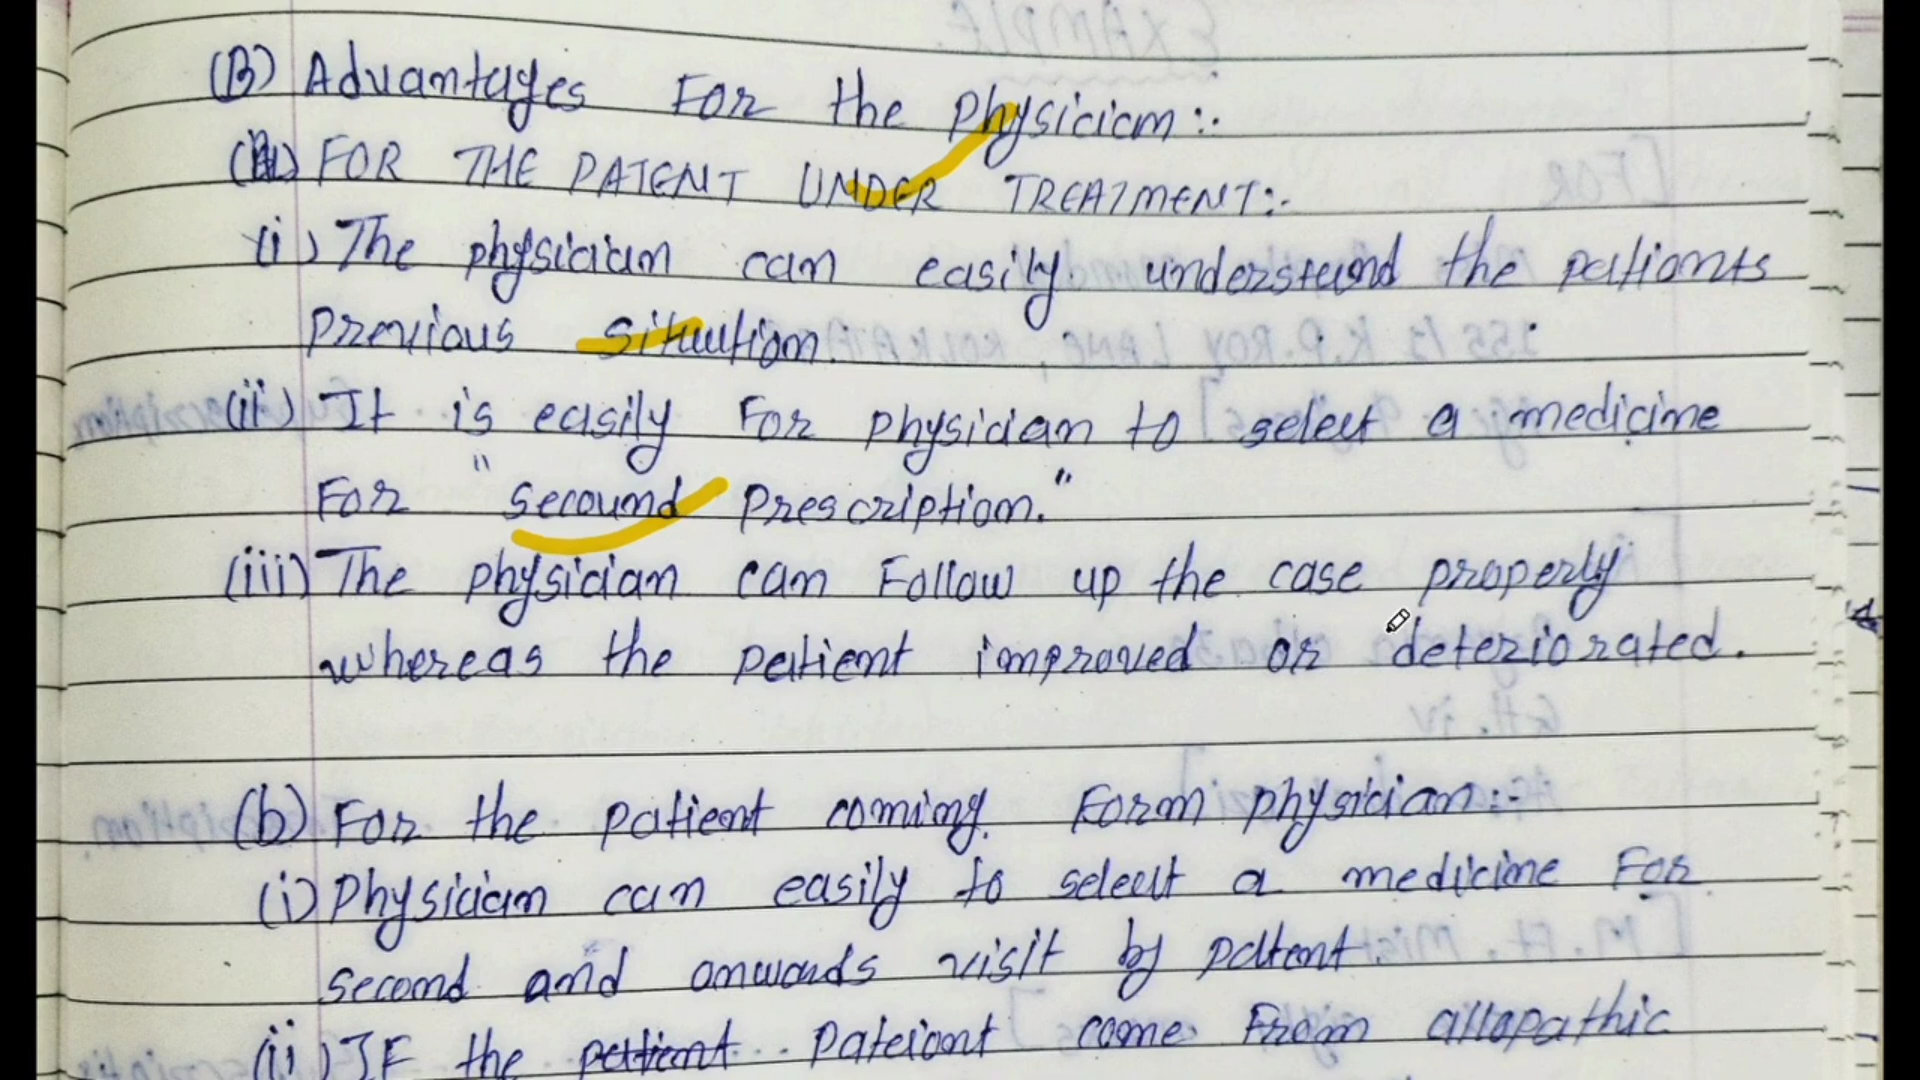 (B) Advantages For the physician:-
(a) FOR THE PATENT UNDER TREATMENT:-
(i) The physician can easily understand the patients
previous situation.
(ii) It is easily For physician to select a medicine
For "secound prescription."
(iii) The physician can Follow up the case properly
whereas the patient improved or deteriorated.
(b) For the patient coming Form physician:-
(i) Physician can easily to select a medicine For
second and onwards visit by patent.
(ii) IF the patient pateiont come From allopathic